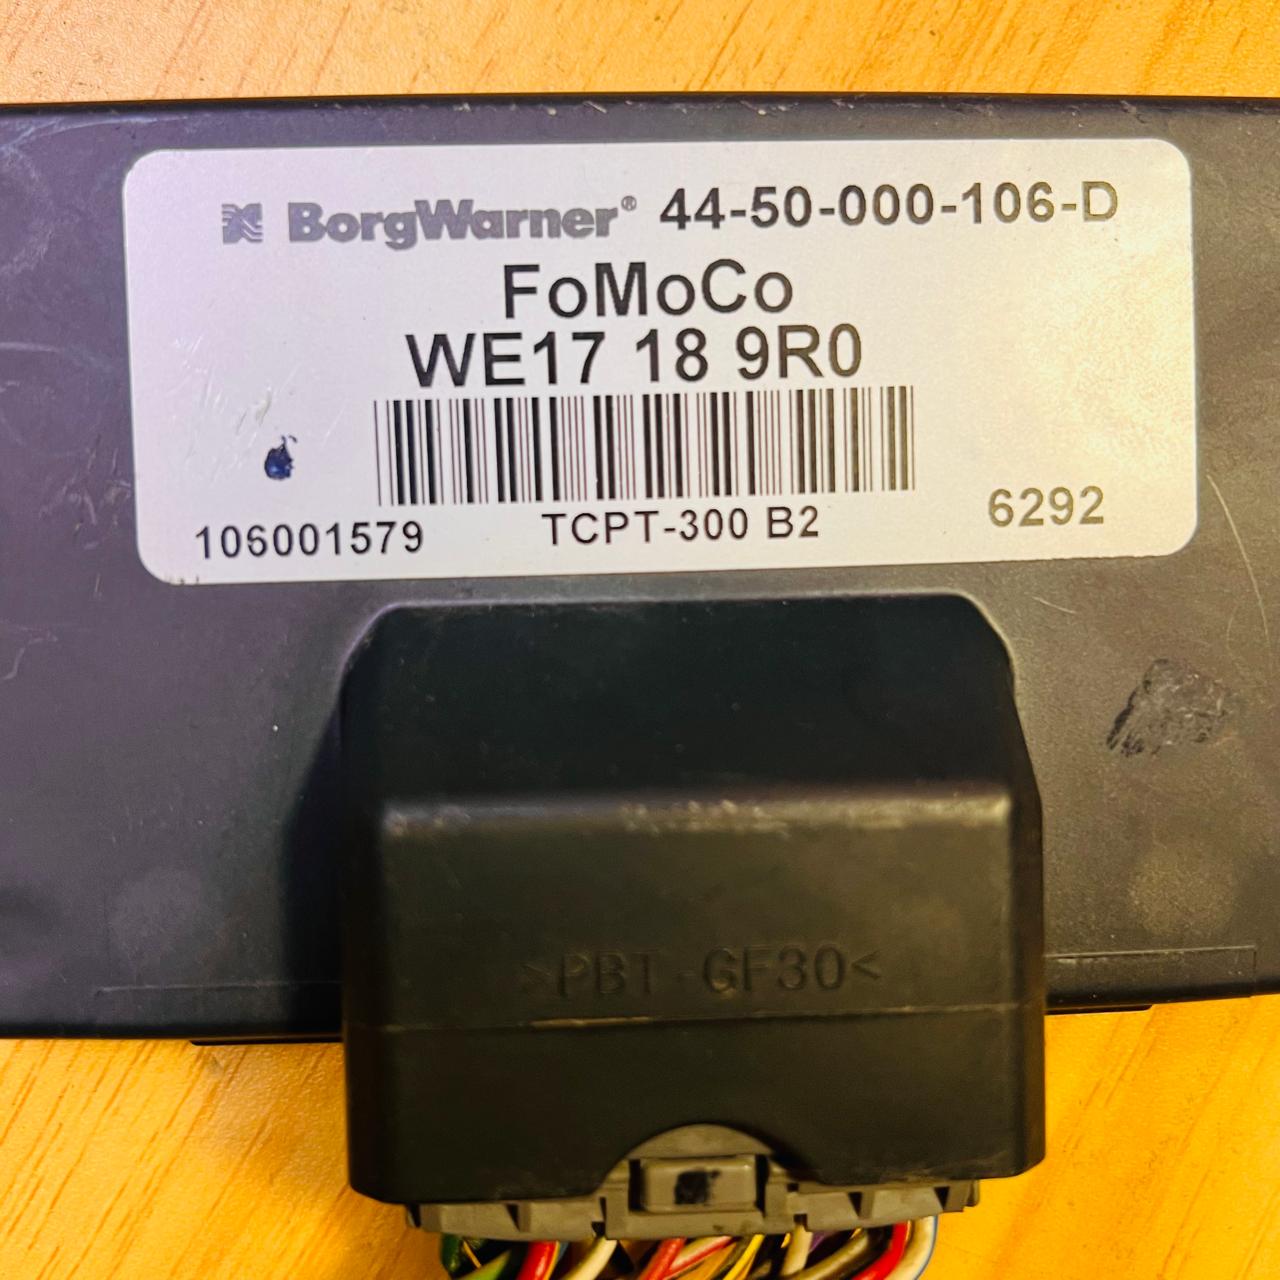 BorgWarner® 44-50-000-106-D
FoMoCo
WE17 18 9R0
106001579 TCPT-300 B2 6292
>PBT-GF30<